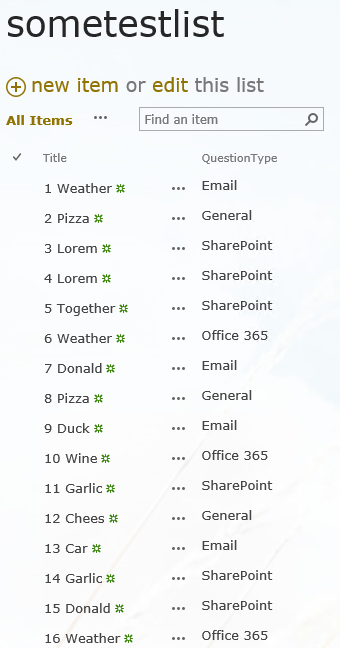 sometestlist
new item or edit this list
All Items ... Find an item
Title QuestionType
1 Weather ... Email
2 Pizza ... General
3 Lorem ... SharePoint
4 Lorem ... SharePoint
5 Together ... SharePoint
6 Weather ... Office 365
7 Donald ... Email
8 Pizza ... General
9 Duck ... Email
10 Wine ... Office 365
11 Garlic ... SharePoint
12 Chees ... General
13 Car ... Email
14 Garlic ... SharePoint
15 Donald ... SharePoint
16 Weather ... Office 365